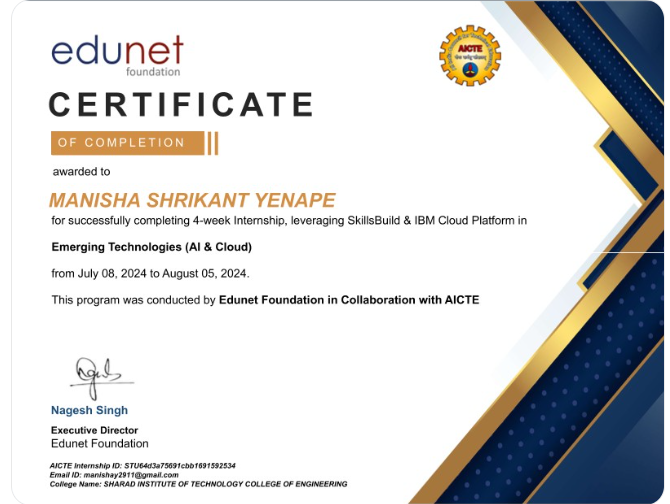 edunet
foundation
AICTE
CERTIFICATE
OF COMPLETION
awarded to
MANISHA SHRIKANT YENAPE
for successfully completing 4-week Internship, leveraging SkillsBuild & IBM Cloud Platform in
Emerging Technologies (AI & Cloud)
from July 08, 2024 to August 05, 2024.
This program was conducted by Edunet Foundation in Collaboration with AICTE
Nagesh Singh
Executive Director
Edunet Foundation
AICTE Internship ID: STU64d3a75691cbb1691592534
Email ID: manishay2911@gmail.com
College Name: SHARAD INSTITUTE OF TECHNOLOGY COLLEGE OF ENGINEERING